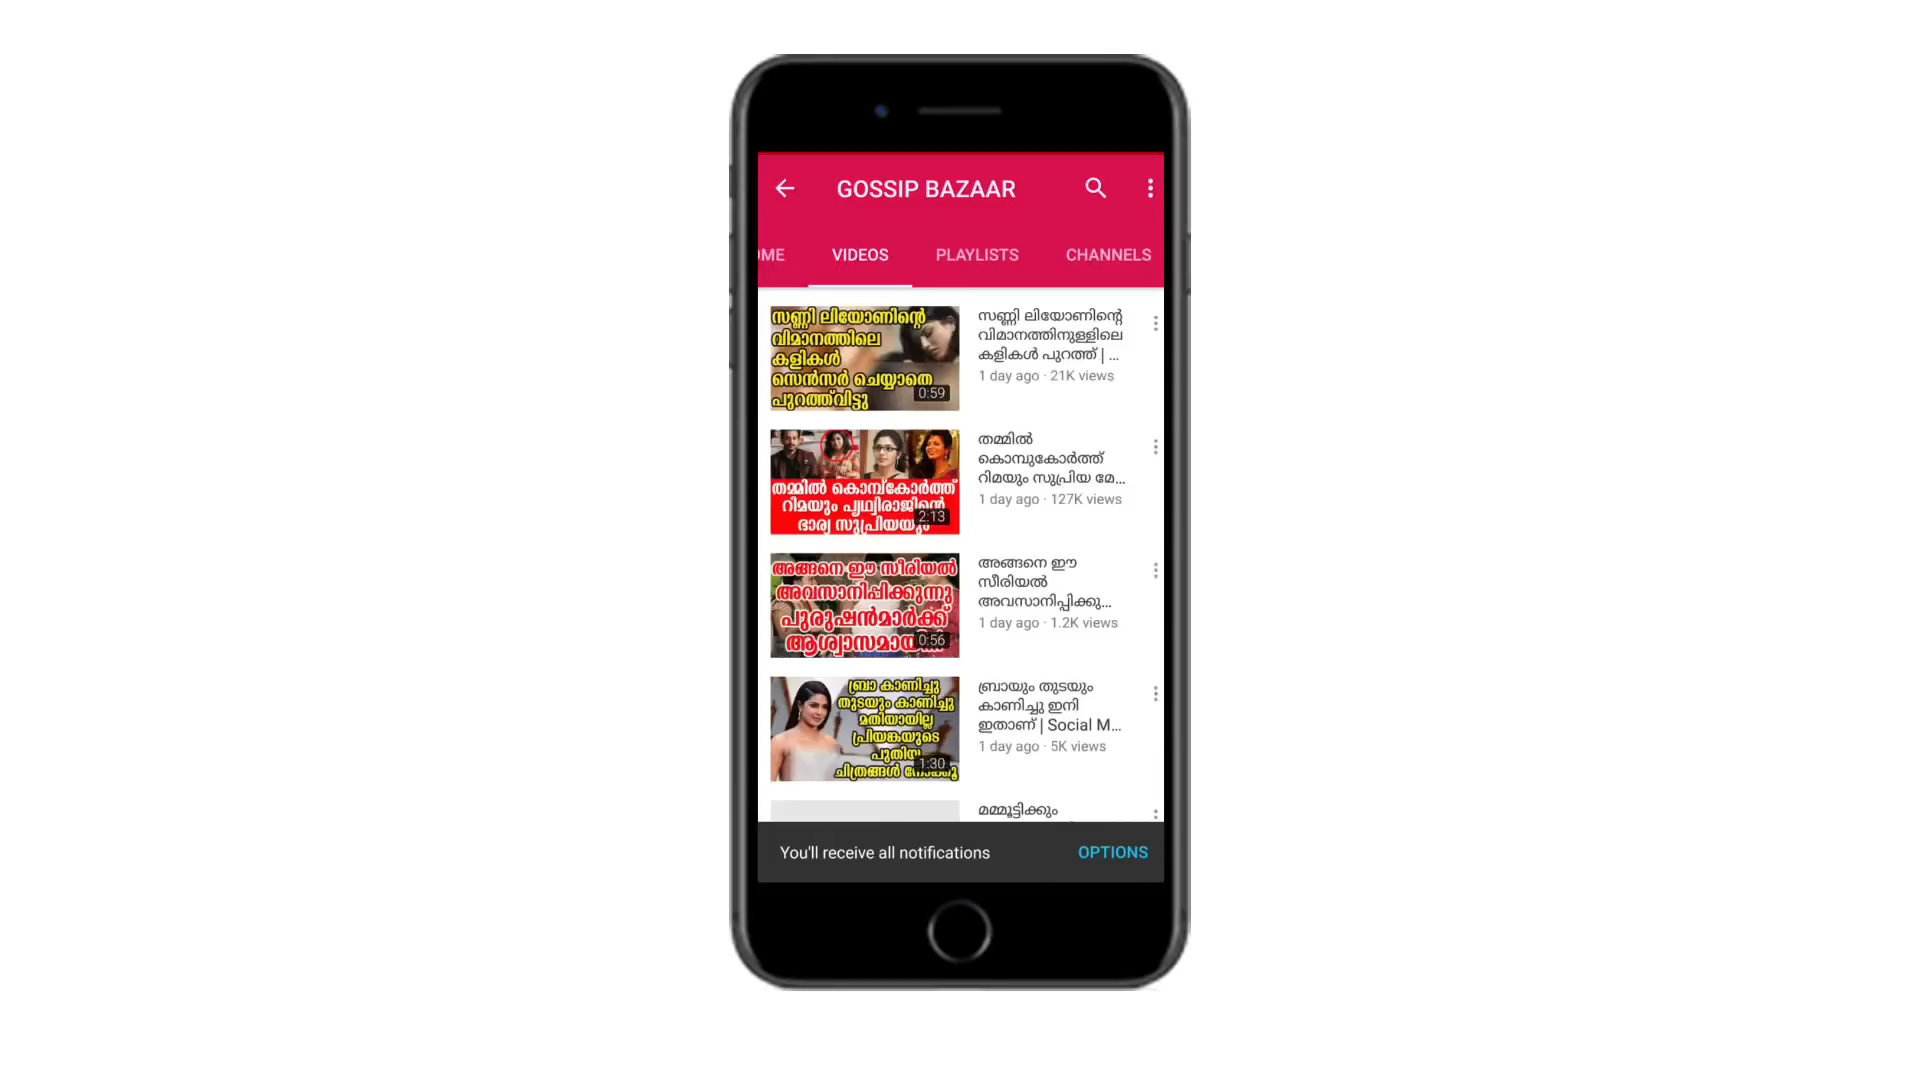 GOSSIP BAZAAR
OME
VIDEOS
PLAYLISTS
CHANNELS
സണ്ണി ലിയോണിന്റെ
വിമാനത്തിലെ
കളികൾ
സെൻസർ ചെയ്യാതെ
പുറത്ത്‌വിട്ടു
0:59
സണ്ണി ലിയോണിന്റെ
വിമാനത്തിനുള്ളിലെ
കളികൾ പുറത്ത് | ...
1 day ago · 21K views
തമ്മിൽ കൊമ്പ്കോർത്ത്
റിമയും പൃഥ്വിരാജിന്റെ
ഭാര്യ സുപ്രിയയും
2:13
തമ്മിൽ
കൊമ്പുകോർത്ത്
റിമയും സുപ്രിയ മേ...
1 day ago · 127K views
അങ്ങനെ ഈ സീരിയൽ
അവസാനിപ്പിക്കുന്നു
പുരുഷൻമാർക്ക്
0:56
അങ്ങനെ ഈ
സീരിയൽ
അവസാനിപ്പിക്കു...
1 day ago · 1.2K views
ബ്രാ കാണിച്ചു
തുടയും കാണിച്ചു
മതിയായില്ല
പ്രിയങ്കയുടെ
പുതിയ
ചിത്രങ്ങൾ നോക്കൂ
1:30
ബ്രായും തുടയും
കാണിച്ചു ഇനി
ഇതാണ് | Social M...
1 day ago · 5K views
മമ്മൂട്ടിക്കും
You'll receive all notifications
OPTIONS